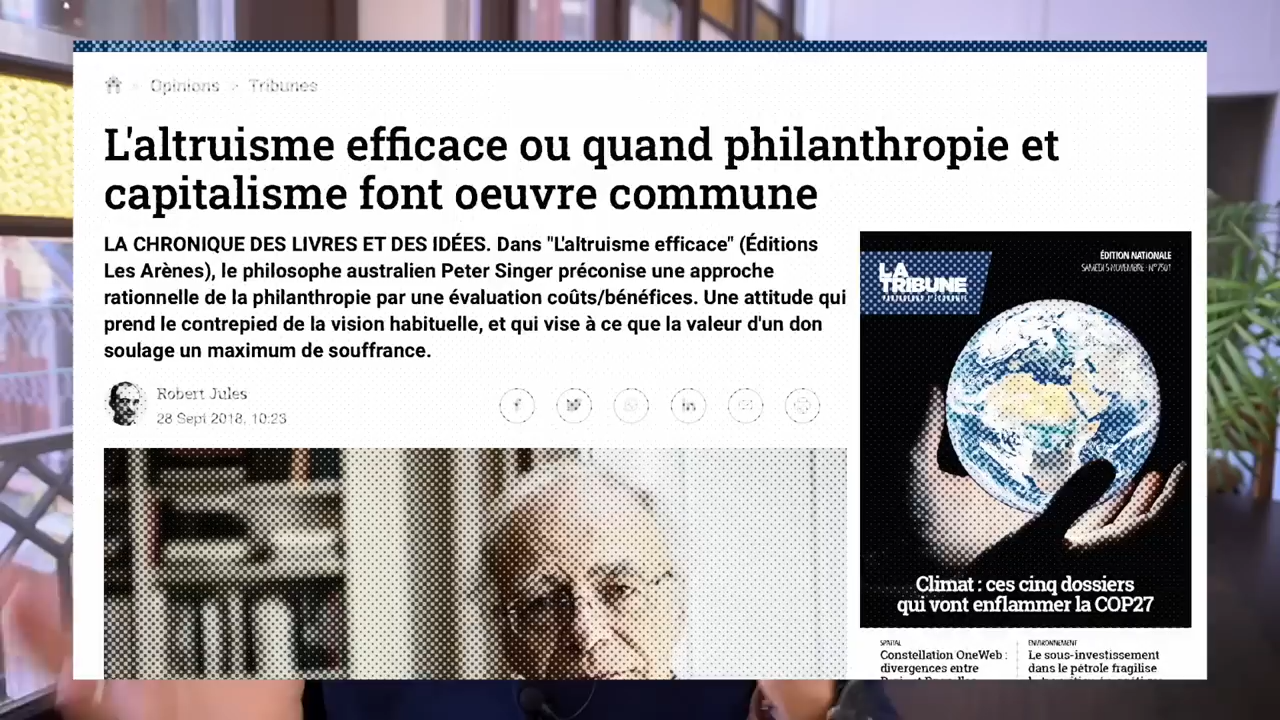 Opinions > Tribunes
L'altruisme efficace ou quand philanthropie et
capitalisme font oeuvre commune
LA CHRONIQUE DES LIVRES ET DES IDÉES. Dans "L'altruisme efficace" (Éditions
Les Arènes), le philosophe australien Peter Singer préconise une approche
rationnelle de la philanthropie par une évaluation coûts/bénéfices. Une attitude qui
prend le contrepied de la vision habituelle, et qui vise à ce que la valeur d'un don
soulage un maximum de souffrance.
Robert Jules
28 Sept 2018, 10:23
ÉDITION NATIONALE
SAMEDI 5 NOVEMBRE - N°7501
LA
TRIBUNE
Climat : ces cinq dossiers
qui vont enflammer la COP27
SPATIAL
Constellation OneWeb :
divergences entre
ENVIRONNEMENT
Le sous-investissement
dans le pétrole fragilise